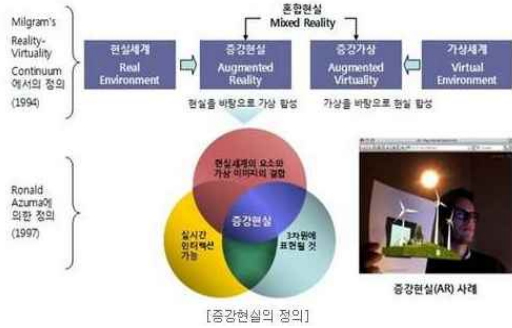 Milgram's
Reality-
Virtuality
Continuum
에서의 정의
(1994)
혼합현실
Mixed Reality
현실세계
Real
Environment
증강현실
Augmented
Reality
증강가상
Augmented
Virtuality
가상세계
Virtual
Environment
현실을 바탕으로 가상 합성
가상을 바탕으로 현실 합성
Ronald
Azuma에
의한 정의
(1997)
현실세계의 요소와
가상 이미지의 결합
증강현실
실시간
인터랙션
가능
3차원에
표현될 것
증강현실(AR) 사례
[증강현실의 정의]